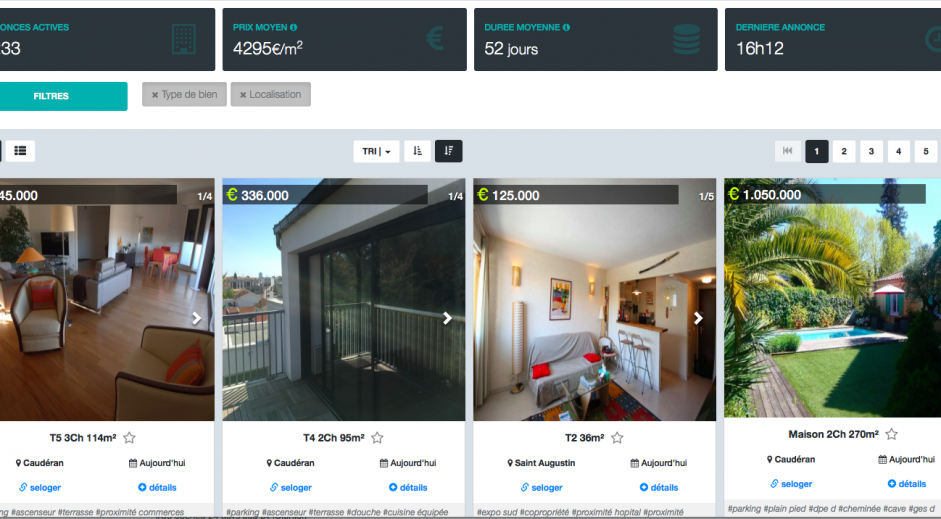 ONCES ACTIVES
33
PRIX MOYEN
4295€/m²
DUREE MOYENNE
52 jours
DERNIERE ANNONCE
16h12
FILTRES
× Type de bien
× Localisation
TRI |
1 2 3 4 5
45.000
1/4
€ 336.000
1/4
€ 125.000
1/5
€ 1.050.000
T5 3Ch 114m²
Caudéran
Aujourd'hui
seloger
détails
ng #ascenseur #terrasse #proximité commerces
T4 2Ch 95m²
Caudéran
Aujourd'hui
seloger
détails
#parking #ascenseur #terrasse #douche #cuisine équipée
T2 36m²
Saint Augustin
Aujourd'hui
seloger
détails
#expo sud #copropriété #proximité hopital #proximité
Maison 2Ch 270m²
Caudéran
Aujourd'hui
seloger
détails
#parking #plain pied #dpe d #cheminée #cave #ges d